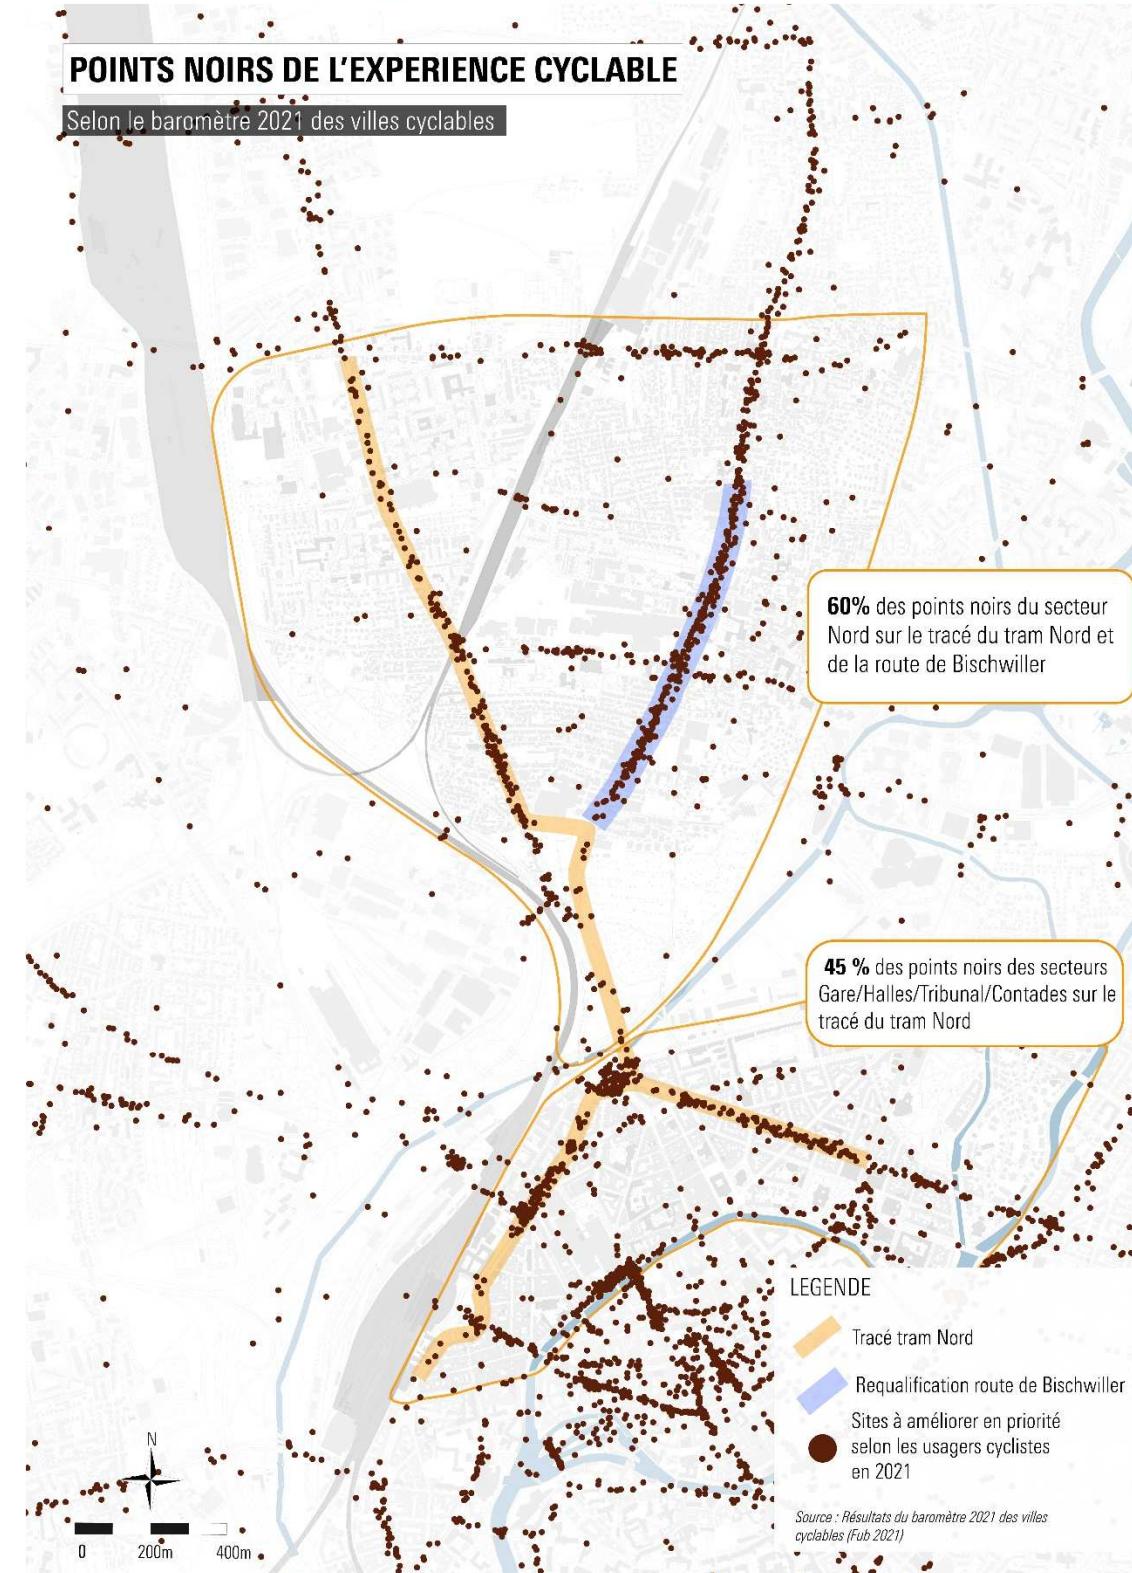 POINTS NOIRS DE L'EXPERIENCE CYCLABLE
Selon le baromètre 2021 des villes cyclables
60% des points noirs du secteur
Nord sur le tracé du tram Nord et
de la route de Bischwiller
45 % des points noirs des secteurs
Gare/Halles/Tribunal/Contades sur le
tracé du tram Nord
LEGENDE
Tracé tram Nord
Requalification route de Bischwiller
Sites à améliorer en priorité
selon les usagers cyclistes
en 2021
Source : Résultats du baromètre 2021 des villes
cyclables (Fub 2021)
N
0 200m 400m